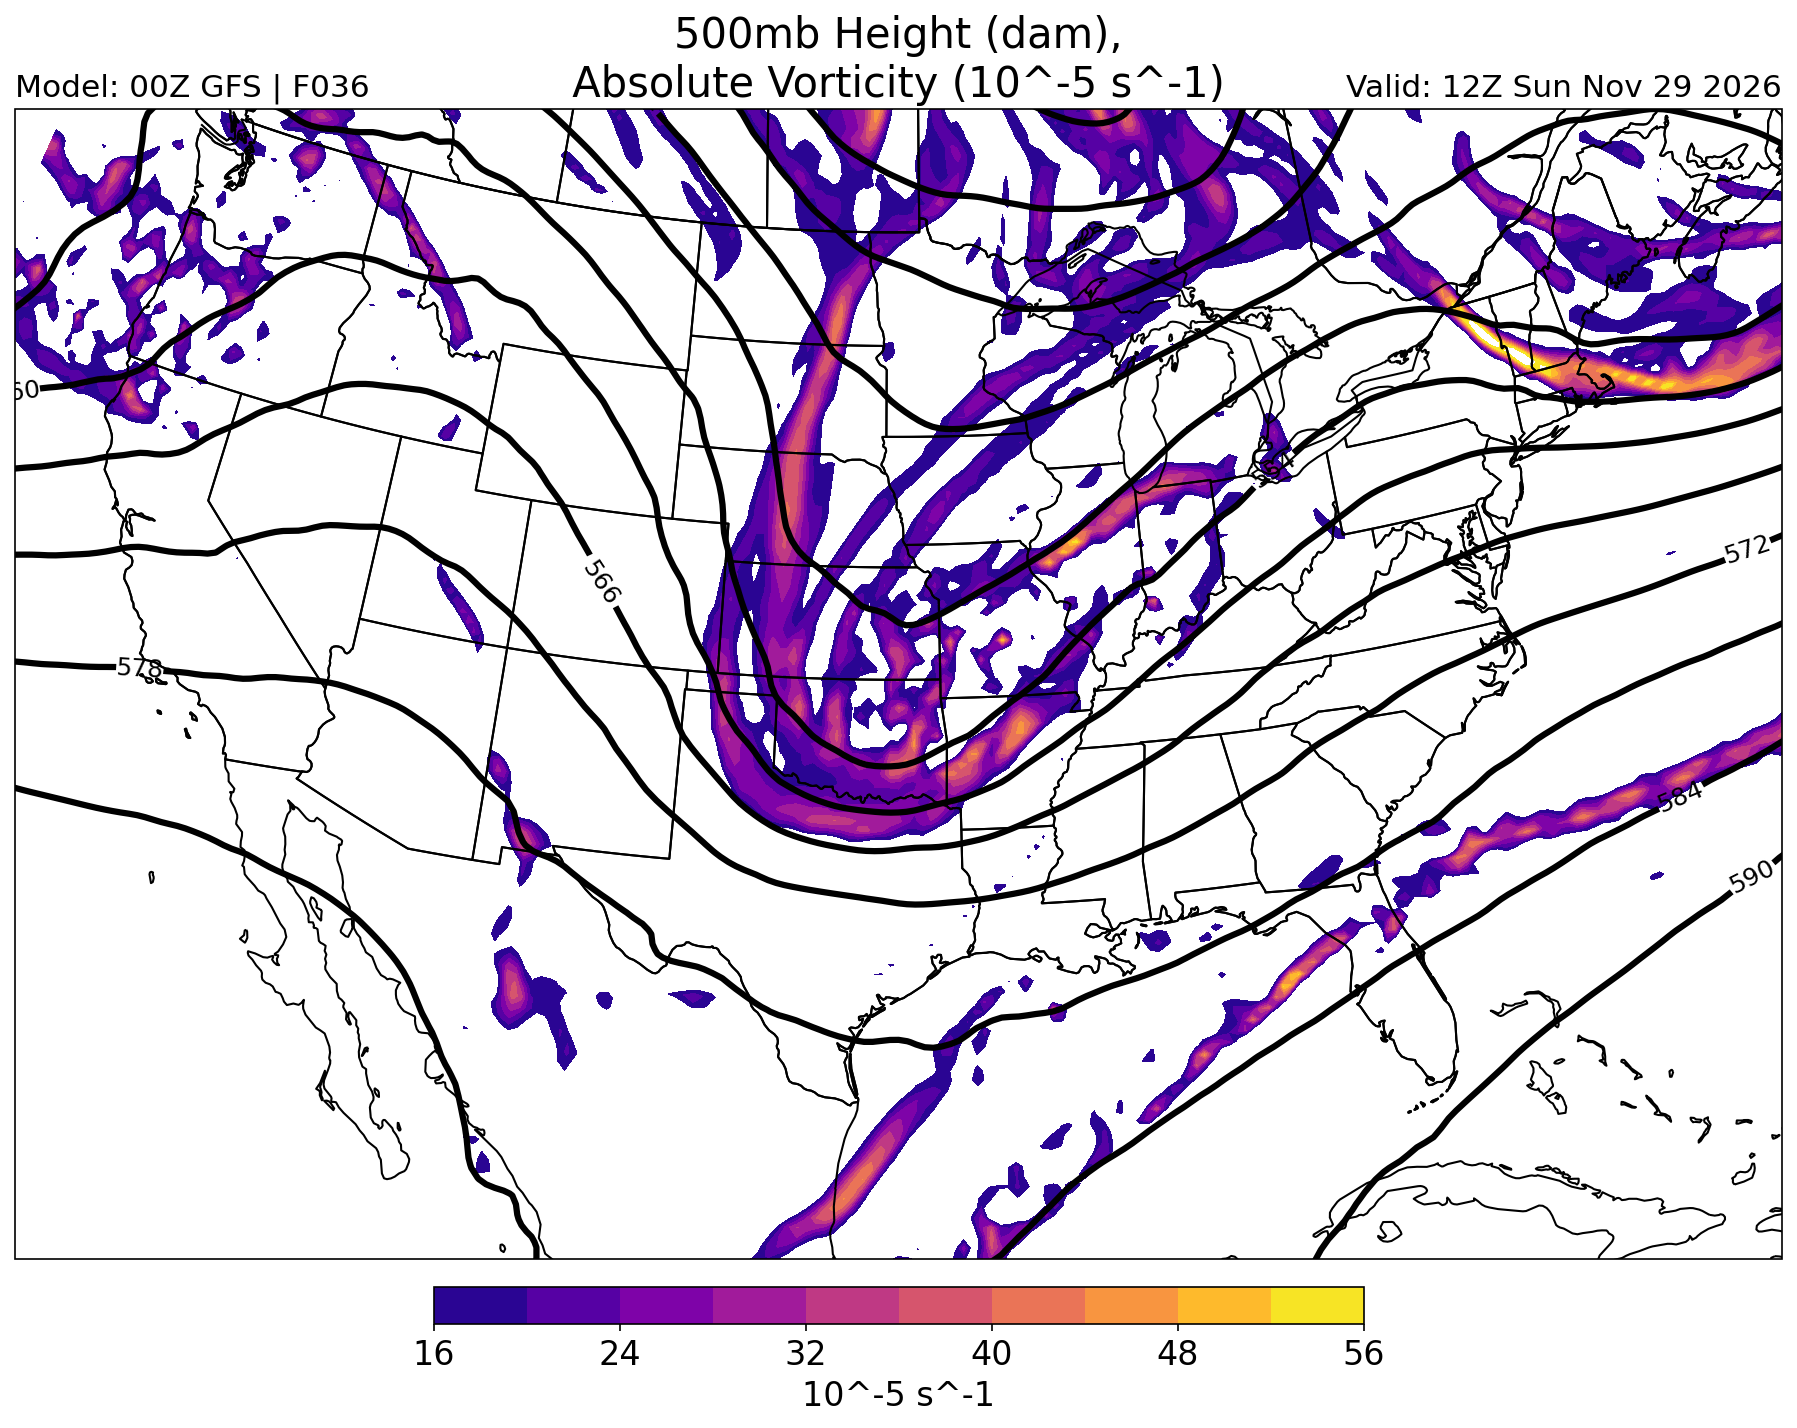 500mb Height (dam),
Absolute Vorticity (10^-5 s^-1)
Model: 00Z GFS | F036
Valid: 12Z Sun Nov 29 2026
60
54
566
572
578
584
590
16 24 32 40 48 56
10^-5 s^-1